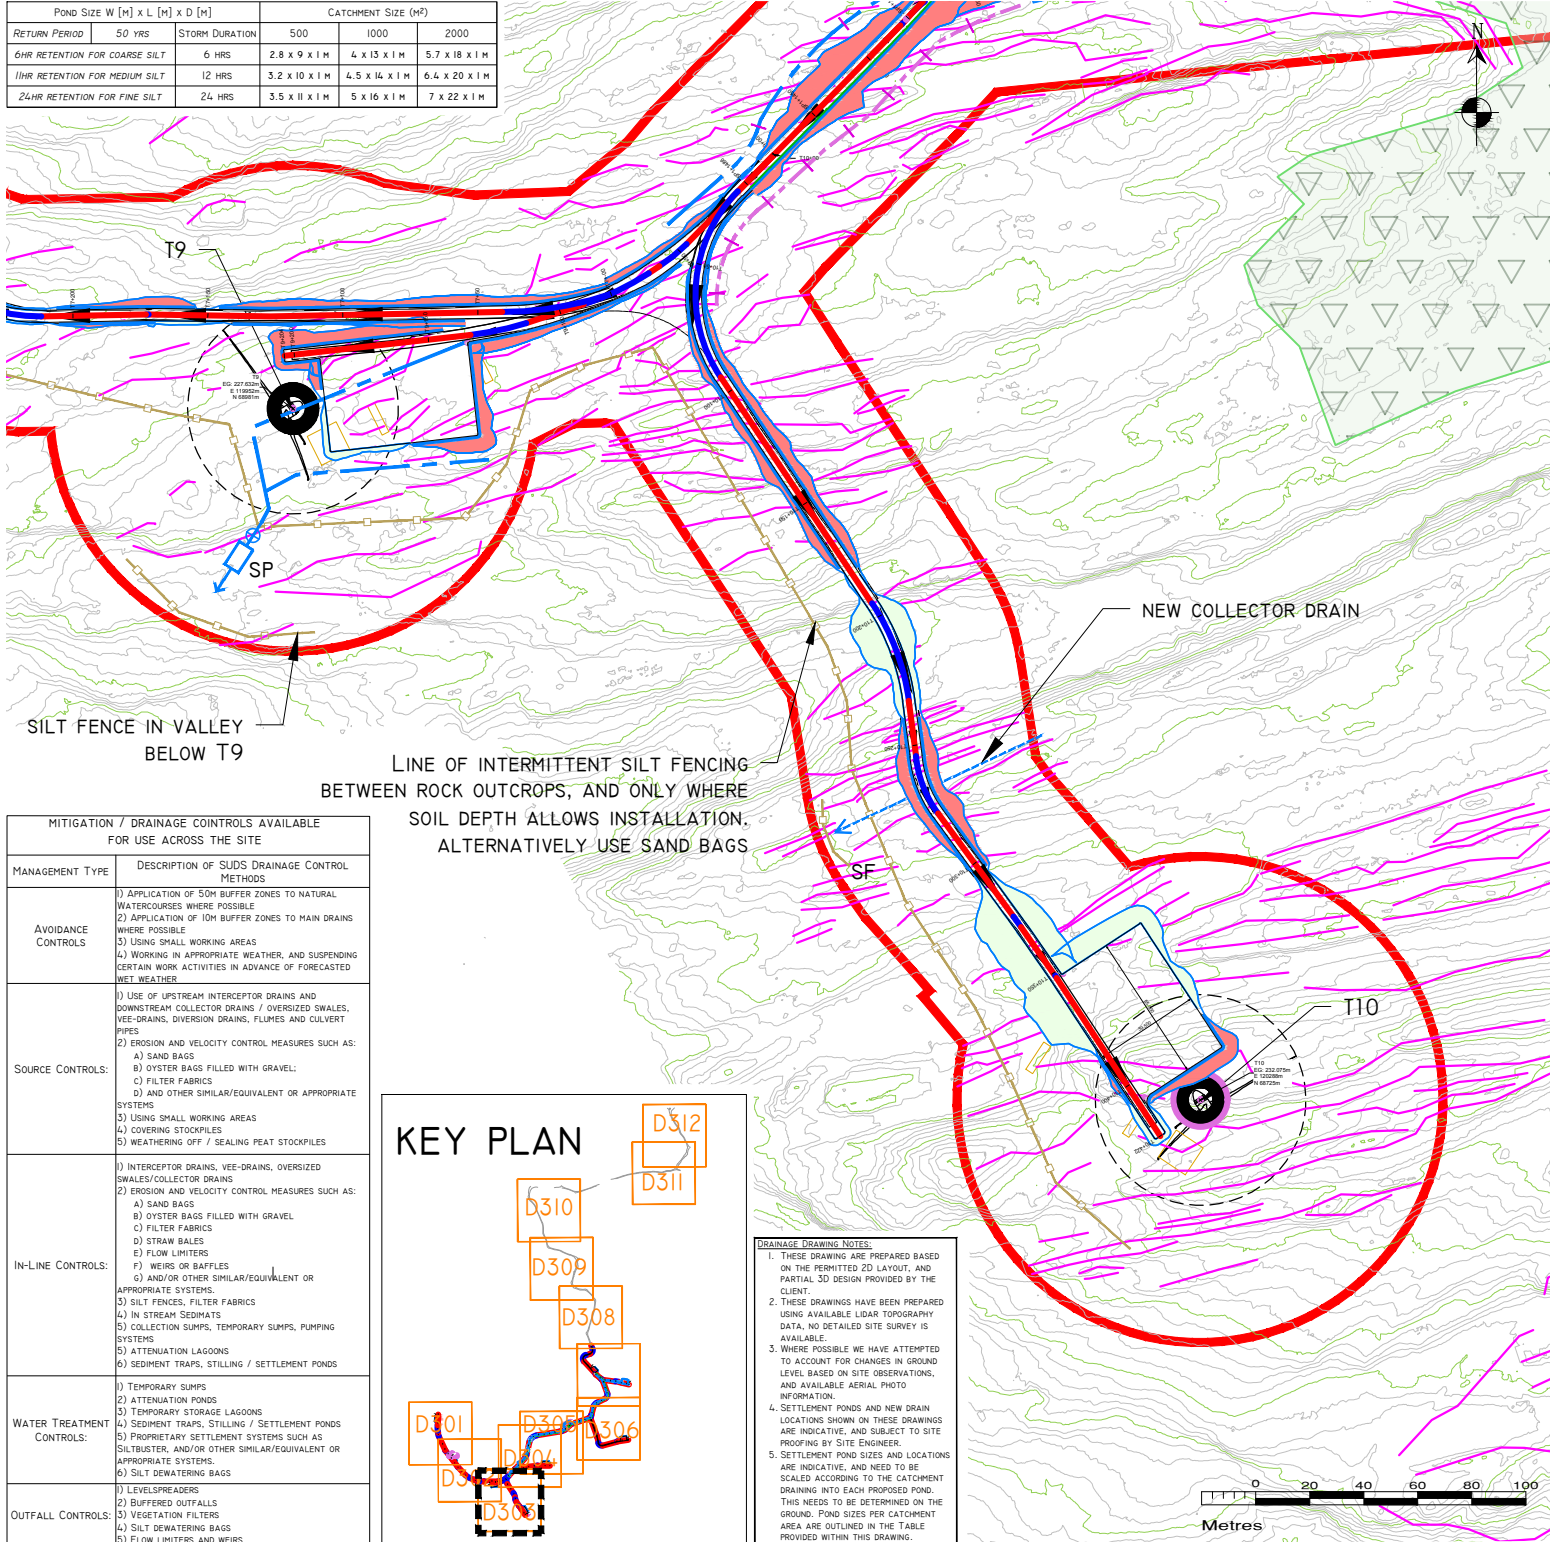 POND SIZE W [M] X L [M] X D [M] CATCHMENT SIZE (M²)
RETURN PERIOD 50 YRS STORM DURATION 500 1000 2000
6HR RETENTION FOR COARSE SILT 6 HRS 2.8 X 9 X 1 M 4 X 13 X 1 M 5.7 X 18 X 1 M
11HR RETENTION FOR MEDIUM SILT 12 HRS 3.2 X 10 X 1 M 4.5 X 14 X 1 M 6.4 X 20 X 1 M
24HR RETENTION FOR FINE SILT 24 HRS 3.5 X 11 X 1 M 5 X 16 X 1 M 7 X 22 X 1 M
N
T9
T9
EG: 227.632m
E 119952m
N 68981m
SP
NEW COLLECTOR DRAIN
SILT FENCE IN VALLEY
BELOW T9
LINE OF INTERMITTENT SILT FENCING
BETWEEN ROCK OUTCROPS, AND ONLY WHERE
SOIL DEPTH ALLOWS INSTALLATION.
ALTERNATIVELY USE SAND BAGS
SF
T10
T10
EG: 232.075m
E 120288m
N 68725m
MITIGATION / DRAINAGE CONTROLS AVAILABLE
FOR USE ACROSS THE SITE
MANAGEMENT TYPE
DESCRIPTION OF SUDS DRAINAGE CONTROL
METHODS
AVOIDANCE
CONTROLS
1) APPLICATION OF 50M BUFFER ZONES TO NATURAL
WATERCOURSES WHERE POSSIBLE
2) APPLICATION OF 10M BUFFER ZONES TO MAIN DRAINS
WHERE POSSIBLE
3) USING SMALL WORKING AREAS
4) WORKING IN APPROPRIATE WEATHER, AND SUSPENDING
CERTAIN WORK ACTIVITIES IN ADVANCE OF FORECASTED
WET WEATHER
SOURCE CONTROLS:
1) USE OF UPSTREAM INTERCEPTOR DRAINS AND
DOWNSTREAM COLLECTOR DRAINS / OVERSIZED SWALES,
VEE-DRAINS, DIVERSION DRAINS, FLUMES AND CULVERT
PIPES
2) EROSION AND VELOCITY CONTROL MEASURES SUCH AS:
A) SAND BAGS
B) OYSTER BAGS FILLED WITH GRAVEL;
C) FILTER FABRICS
D) AND OTHER SIMILAR/EQUIVALENT OR APPROPRIATE
SYSTEMS
3) USING SMALL WORKING AREAS
4) COVERING STOCKPILES
5) WEATHERING OFF / SEALING PEAT STOCKPILES
IN-LINE CONTROLS:
1) INTERCEPTOR DRAINS, VEE-DRAINS, OVERSIZED
SWALES/COLLECTOR DRAINS
2) EROSION AND VELOCITY CONTROL MEASURES SUCH AS:
A) SAND BAGS
B) OYSTER BAGS FILLED WITH GRAVEL
C) FILTER FABRICS
D) STRAW BALES
E) FLOW LIMITERS
F) WEIRS OR BAFFLES
G) AND/OR OTHER SIMILAR/EQUIVALENT OR
APPROPRIATE SYSTEMS.
3) SILT FENCES, FILTER FABRICS
4) IN STREAM SEDIMATS
5) COLLECTION SUMPS, TEMPORARY SUMPS, PUMPING
SYSTEMS
5) ATTENUATION LAGOONS
6) SEDIMENT TRAPS, STILLING / SETTLEMENT PONDS
WATER TREATMENT
CONTROLS:
1) TEMPORARY SUMPS
2) ATTENUATION PONDS
3) TEMPORARY STORAGE LAGOONS
4) SEDIMENT TRAPS, STILLING / SETTLEMENT PONDS
5) PROPRIETARY SETTLEMENT SYSTEMS SUCH AS
SILTBUSTER, AND/OR OTHER SIMILAR/EQUIVALENT OR
APPROPRIATE SYSTEMS.
6) SILT DEWATERING BAGS
OUTFALL CONTROLS:
1) LEVELSPREADERS
2) BUFFERED OUTFALLS
3) VEGETATION FILTERS
4) SILT DEWATERING BAGS
5) FLOW LIMITERS AND WEIRS
KEY PLAN
D312
D311
D310
D309
D308
D301
D305
D306
D304
D303
DRAINAGE DRAWING NOTES:
1. THESE DRAWING ARE PREPARED BASED
ON THE PERMITTED 2D LAYOUT, AND
PARTIAL 3D DESIGN PROVIDED BY THE
CLIENT.
2. THESE DRAWINGS HAVE BEEN PREPARED
USING AVAILABLE LIDAR TOPOGRAPHY
DATA, NO DETAILED SITE SURVEY IS
AVAILABLE.
3. WHERE POSSIBLE WE HAVE ATTEMPTED
TO ACCOUNT FOR CHANGES IN GROUND
LEVEL BASED ON SITE OBSERVATIONS,
AND AVAILABLE AERIAL PHOTO
INFORMATION.
4. SETTLEMENT PONDS AND NEW DRAIN
LOCATIONS SHOWN ON THESE DRAWINGS
ARE INDICATIVE, AND SUBJECT TO SITE
PROOFING BY SITE ENGINEER.
5. SETTLEMENT POND SIZES AND LOCATIONS
ARE INDICATIVE, AND NEED TO BE
SCALED ACCORDING TO THE CATCHMENT
DRAINING INTO EACH PROPOSED POND.
THIS NEEDS TO BE DETERMINED ON THE
GROUND. POND SIZES PER CATCHMENT
AREA ARE OUTLINED IN THE TABLE
PROVIDED WITHIN THIS DRAWING.
0 20 40 60 80 100
Metres